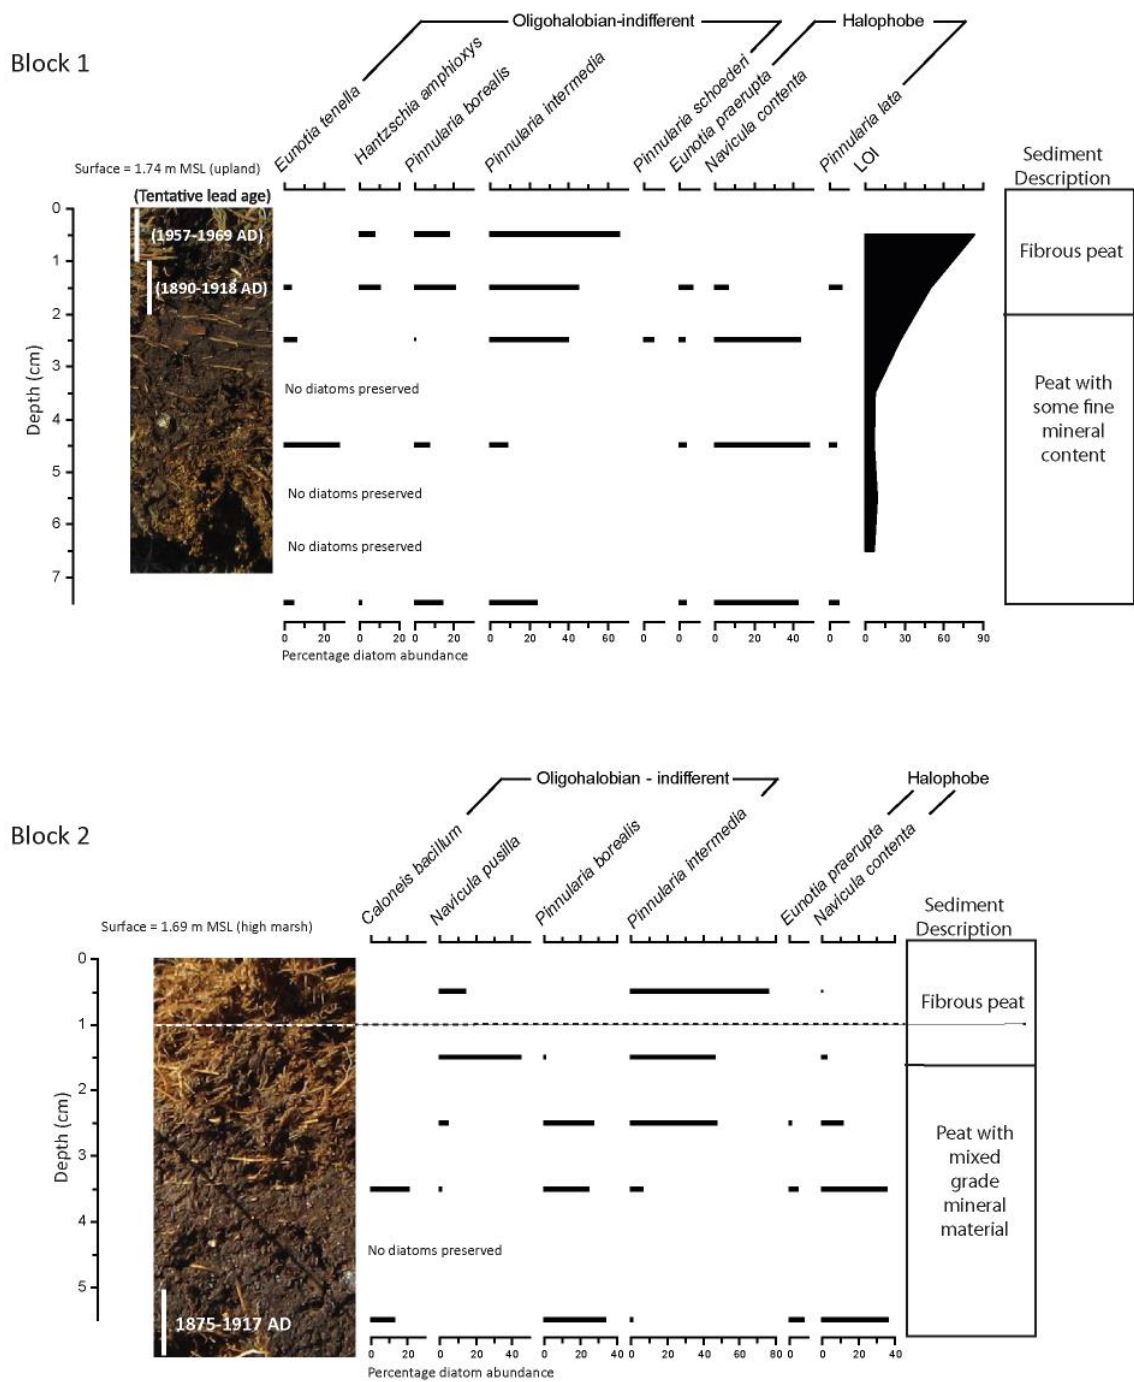 Block 1
Oligohalobian-indifferent
Halophobe
Eunotia tenella
Hantzschia amphioxys
Pinnularia borealis
Pinnularia intermedia
Pinnularia schoederi
Eunotia praerupta
Navicula contenta
Pinnularia lata
LOI
Surface = 1.74 m MSL (upland)
Sediment
Description
(Tentative lead age)
0
(1957-1969 AD)
Fibrous peat
1
(1890-1918 AD)
2
3
No diatoms preserved
Peat with
some fine
mineral
content
4
5
No diatoms preserved
6
No diatoms preserved
7
Depth (cm)
0 20 0 20 0 20 0 20 40 60 0 0 0 20 40 0 0 30 60 90
Percentage diatom abundance
Block 2
Oligohalobian - indifferent
Halophobe
Caloneis bacillum
Navicula pusilla
Pinnularia borealis
Pinnularia intermedia
Eunotia praerupta
Navicula contenta
Surface = 1.69 m MSL (high marsh)
Sediment
Description
0
Fibrous peat
1
2
3
Peat with
mixed
grade
mineral
material
4
No diatoms preserved
5
1875-1917 AD
Depth (cm)
0 20 0 20 40 0 20 40 0 20 40 60 80 0 0 20 40
Percentage diatom abundance